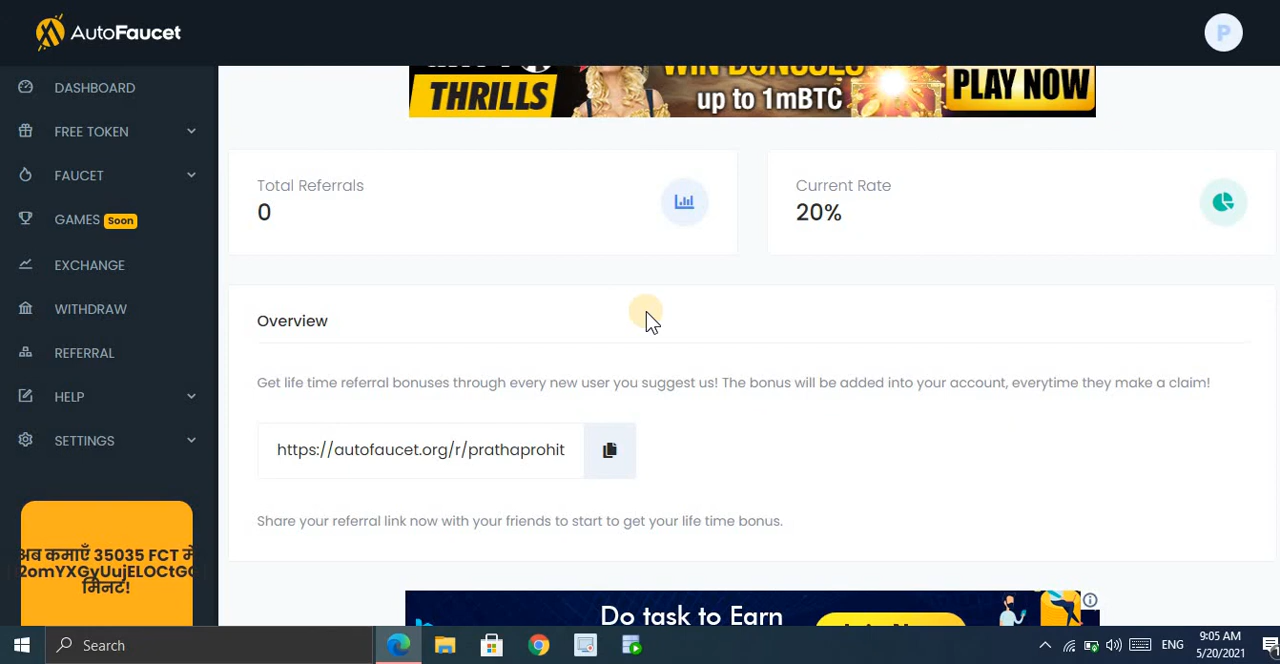 AutoFaucet
P
DASHBOARD
FREE TOKEN
FAUCET
GAMES Soon
EXCHANGE
WITHDRAW
REFERRAL
HELP
SETTINGS
अब कमाएँ 35035 FCT में
मिनट!
THRILLS
WIN BONUSES
up to 1mBTC
PLAY NOW
Total Referrals
0
Current Rate
20%
Overview
Get life time referral bonuses through every new user you suggest us! The bonus will be added into your account, everytime they make a claim!
https://autofaucet.org/r/prathaprohit
Share your referral link now with your friends to start to get your life time bonus.
Do task to Earn
Search
ENG
9:05 AM
5/20/2021